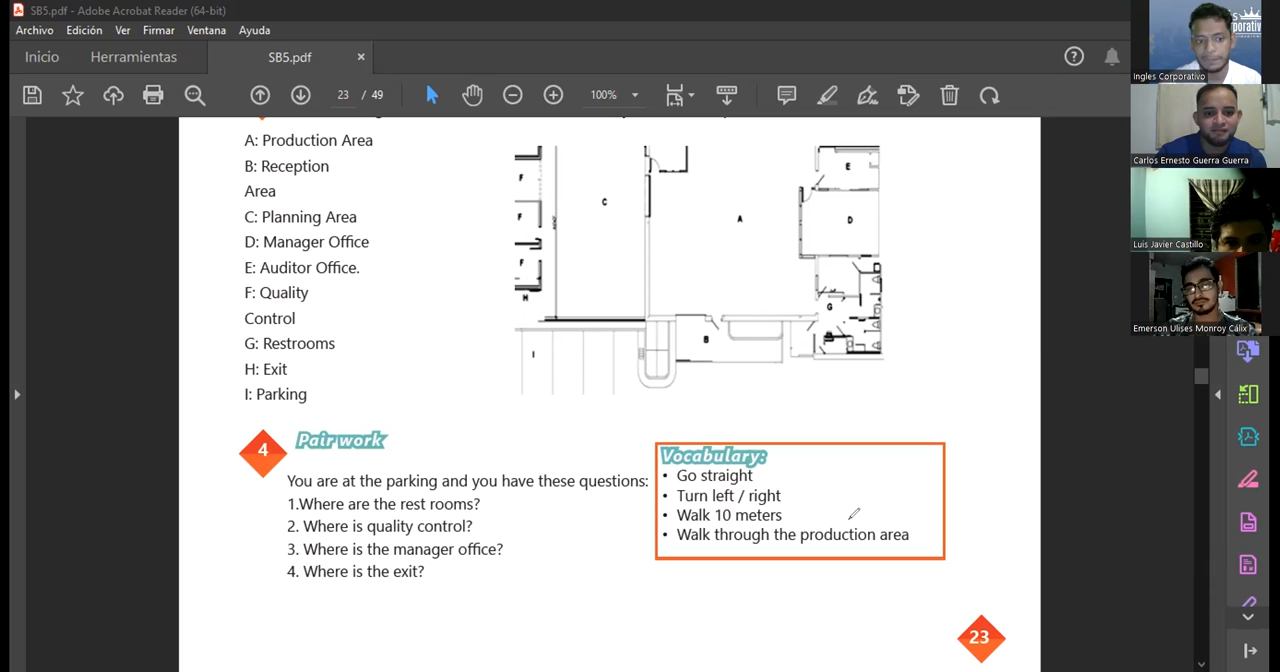 SB5.pdf - Adobe Acrobat Reader (64-bit)
Archivo Edición Ver Firmar Ventana Ayuda
Inicio Herramientas SB5.pdf ×
23 / 49 100%
A: Production Area
B: Reception
Area
C: Planning Area
D: Manager Office
E: Auditor Office.
F: Quality
Control
G: Restrooms
H: Exit
I: Parking
F
F
F
H
I
C
A
B
E
D
G
4 Pair work
You are at the parking and you have these questions:
1.Where are the rest rooms?
2. Where is quality control?
3. Where is the manager office?
4. Where is the exit?
Vocabulary:
• Go straight
• Turn left / right
• Walk 10 meters
• Walk through the production area
23
Ingles Corporativo
Carlos Ernesto Guerra Guerra
Luis Javier Castillo
Emerson Ulises Monroy Cálix